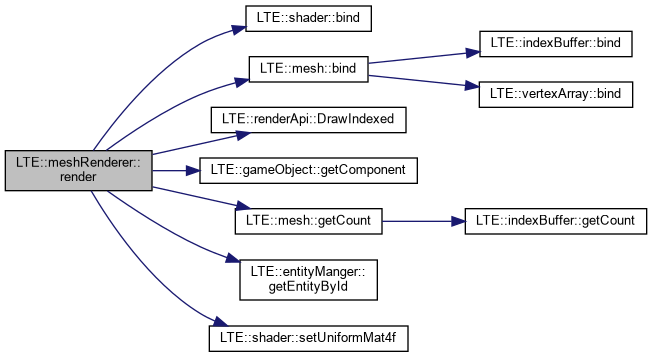 LTE::shader::bind
LTE::indexBuffer::bind
LTE::mesh::bind
LTE::vertexArray::bind
LTE::renderApi::DrawIndexed
LTE::meshRenderer::
render
LTE::gameObject::getComponent
LTE::mesh::getCount
LTE::indexBuffer::getCount
LTE::entityManger::
getEntityById
LTE::shader::setUniformMat4f